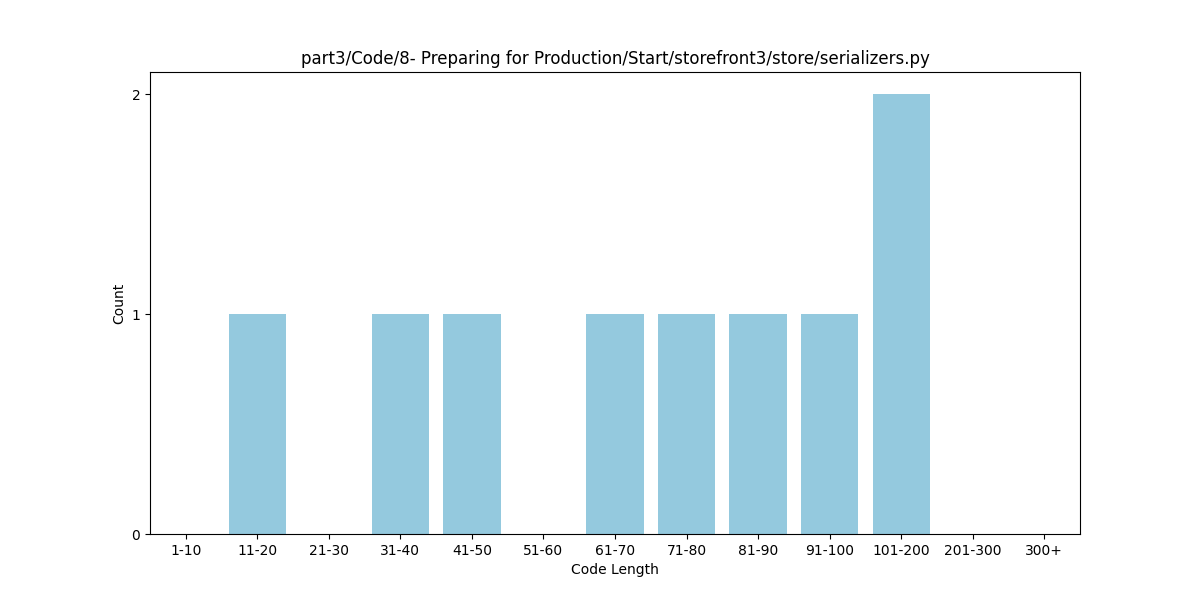 part3/Code/8- Preparing for Production/Start/storefront3/store/serializers.py
Count
2
1
0
1-10 11-20 21-30 31-40 41-50 51-60 61-70 71-80 81-90 91-100 101-200 201-300 300+
Code Length